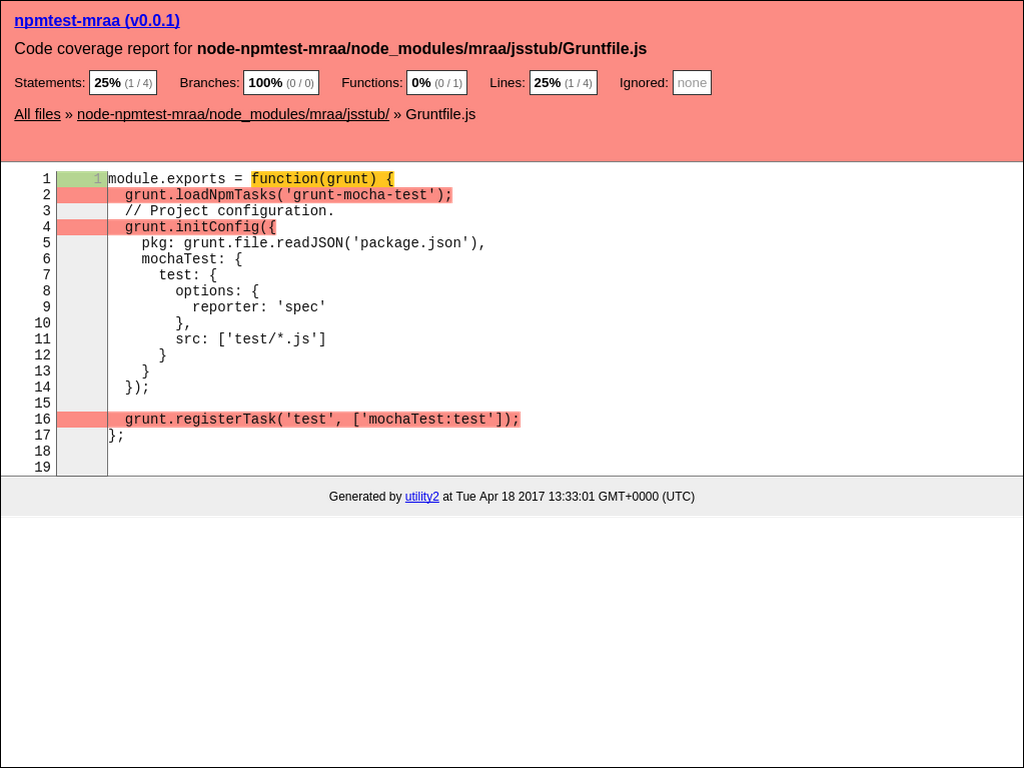 npmtest-mraa (v0.0.1)
Code coverage report for node-npmtest-mraa/node_modules/mraa/jsstub/Gruntfile.js
Statements: 25% (1 / 4) Branches: 100% (0 / 0) Functions: 0% (0 / 1) Lines: 25% (1 / 4) Ignored: none
All files » node-npmtest-mraa/node_modules/mraa/jsstub/ » Gruntfile.js
1 1 module.exports = function(grunt) {
2   grunt.loadNpmTasks('grunt-mocha-test');
3   // Project configuration.
4   grunt.initConfig({
5     pkg: grunt.file.readJSON('package.json'),
6     mochaTest: {
7       test: {
8         options: {
9           reporter: 'spec'
10         },
11         src: ['test/*.js']
12       }
13     }
14   });
15
16   grunt.registerTask('test', ['mochaTest:test']);
17 };
18
19
Generated by utility2 at Tue Apr 18 2017 13:33:01 GMT+0000 (UTC)